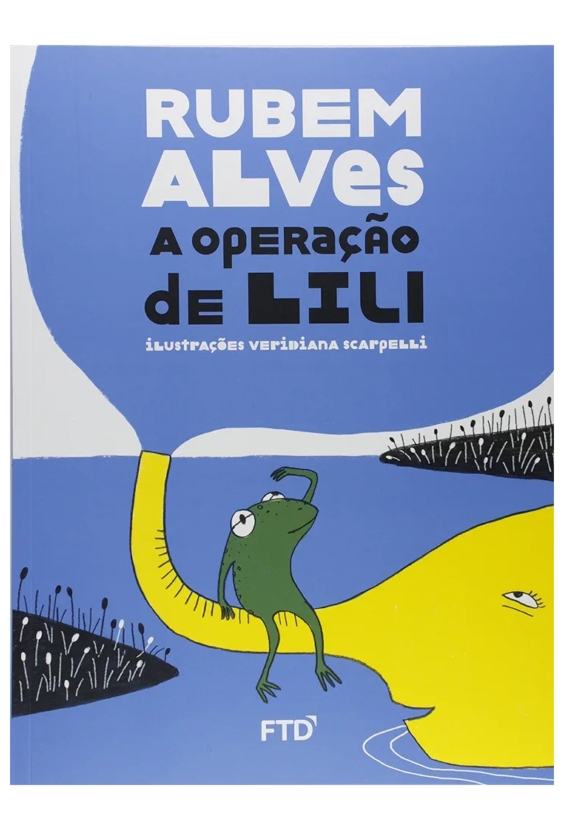 RUBEM
ALVES
A OPERAÇÃO
de LILI
ILUSTRAÇÕES VERIDIANA SCARPELLI
FTD